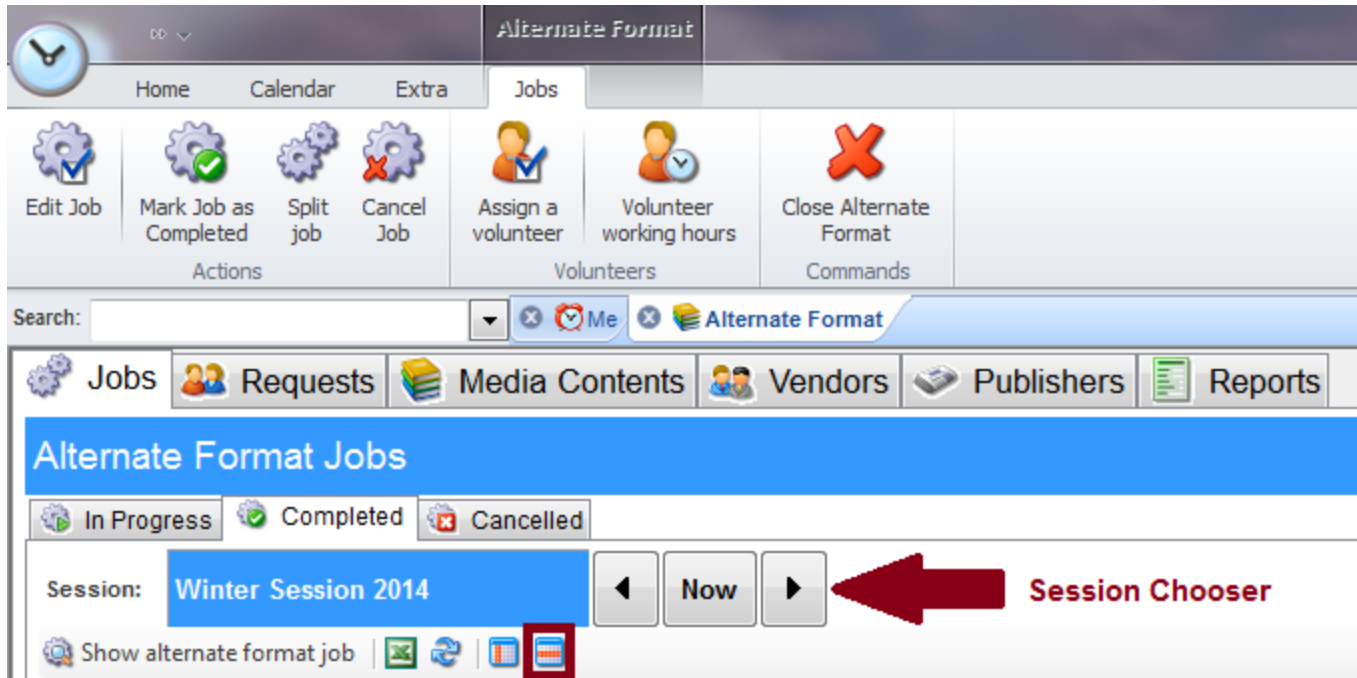 Alternate Format
Home Calendar Extra Jobs
Edit Job Mark Job as Completed Split job Cancel Job Assign a volunteer Volunteer working hours Close Alternate Format
Actions Volunteers Commands
Search: Me Alternate Format
Jobs Requests Media Contents Vendors Publishers Reports
Alternate Format Jobs
In Progress Completed Cancelled
Session: Winter Session 2014 Now Session Chooser
Show alternate format job